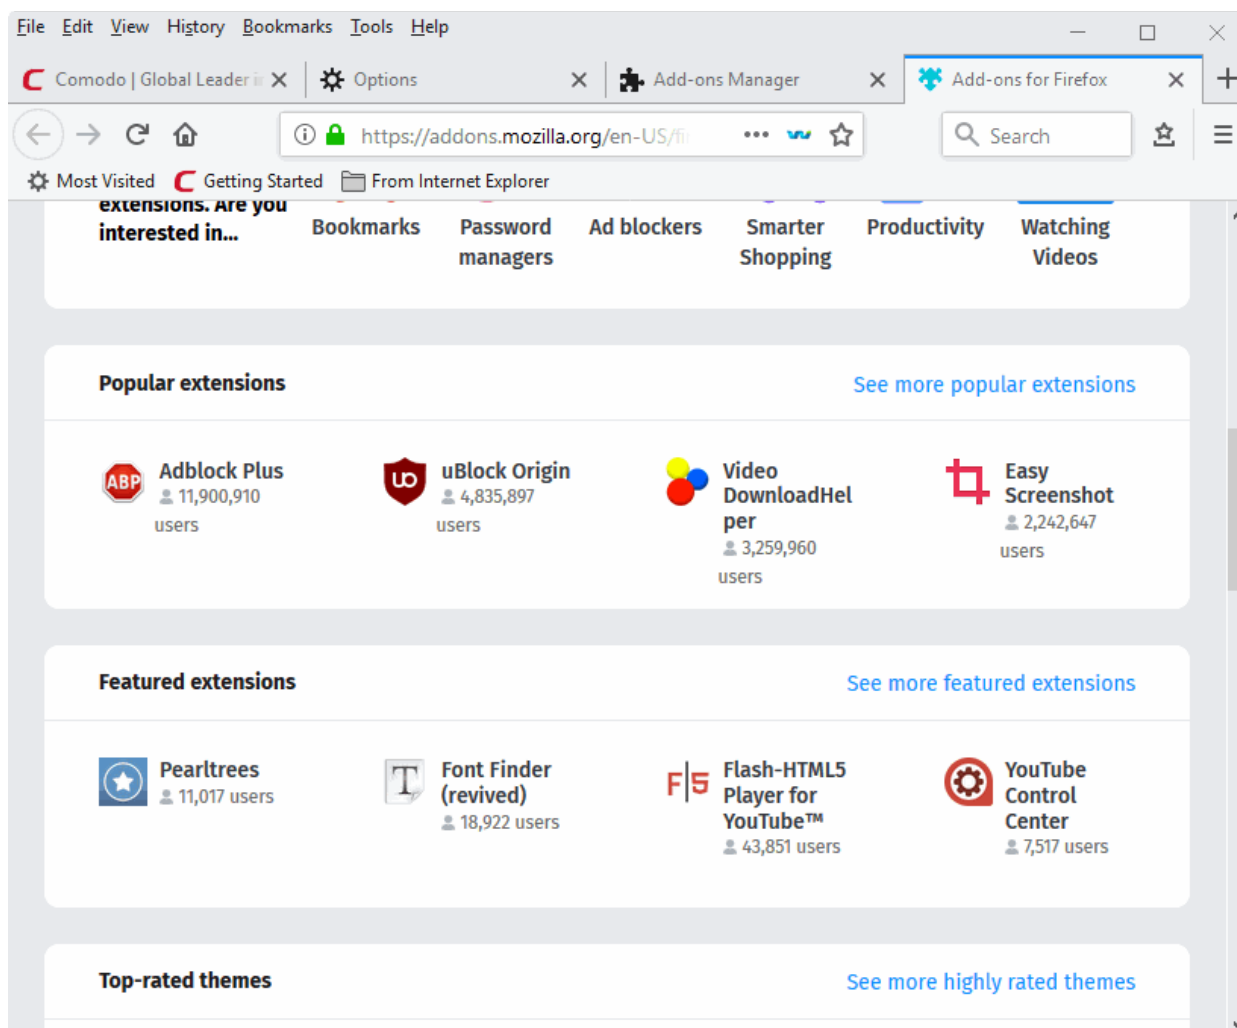 File Edit View History Bookmarks Tools Help
Comodo | Global Leader in Options Add-ons Manager Add-ons for Firefox
https://addons.mozilla.org/en-US/fi Search
Most Visited Getting Started From Internet Explorer
extensions. Are you
interested in...
Bookmarks
Password
managers
Ad blockers
Smarter
Shopping
Productivity
Watching
Videos
Popular extensions
See more popular extensions
ABP
Adblock Plus
11,900,910
users
uBlock Origin
4,835,897
users
Video
DownloadHel
per
3,259,960
users
Easy
Screenshot
2,242,647
users
Featured extensions
See more featured extensions
Pearltrees
11,017 users
T
Font Finder
(revived)
18,922 users
F|5
Flash-HTML5
Player for
YouTube™
43,851 users
YouTube
Control
Center
7,517 users
Top-rated themes
See more highly rated themes